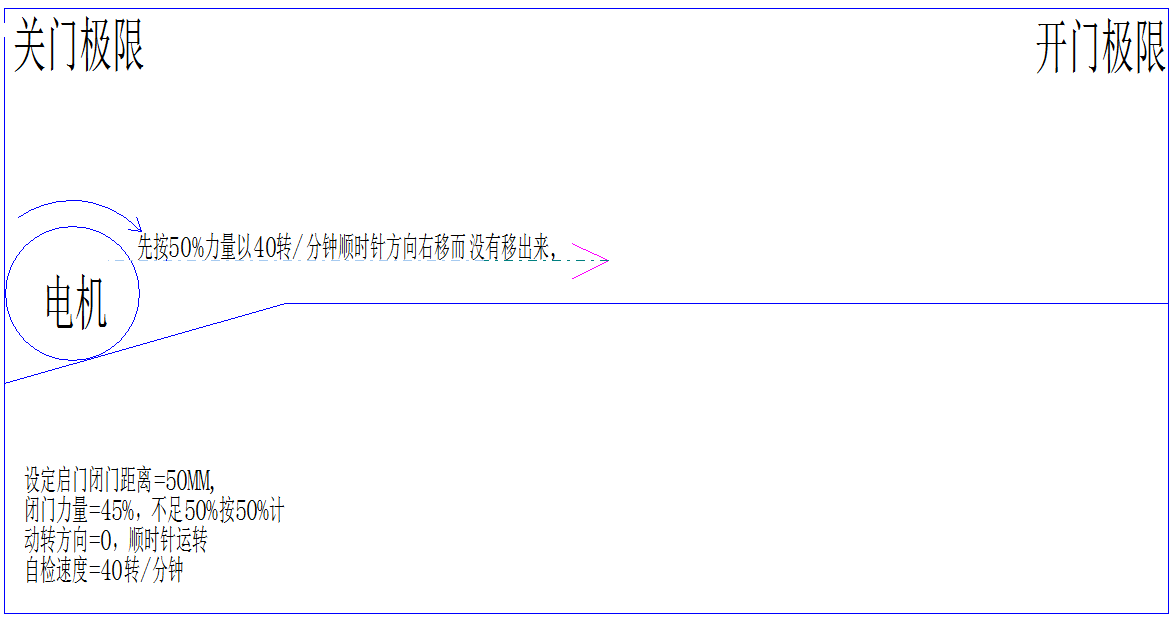 关门极限
开门极限
先按50%力量以40转/分钟顺时针方向右移而没有移出来,
电机
设定启门闭门距离=50MM,
闭门力量=45%, 不足50%按50%计
动转方向=0, 顺时针运转
自检速度=40转/分钟